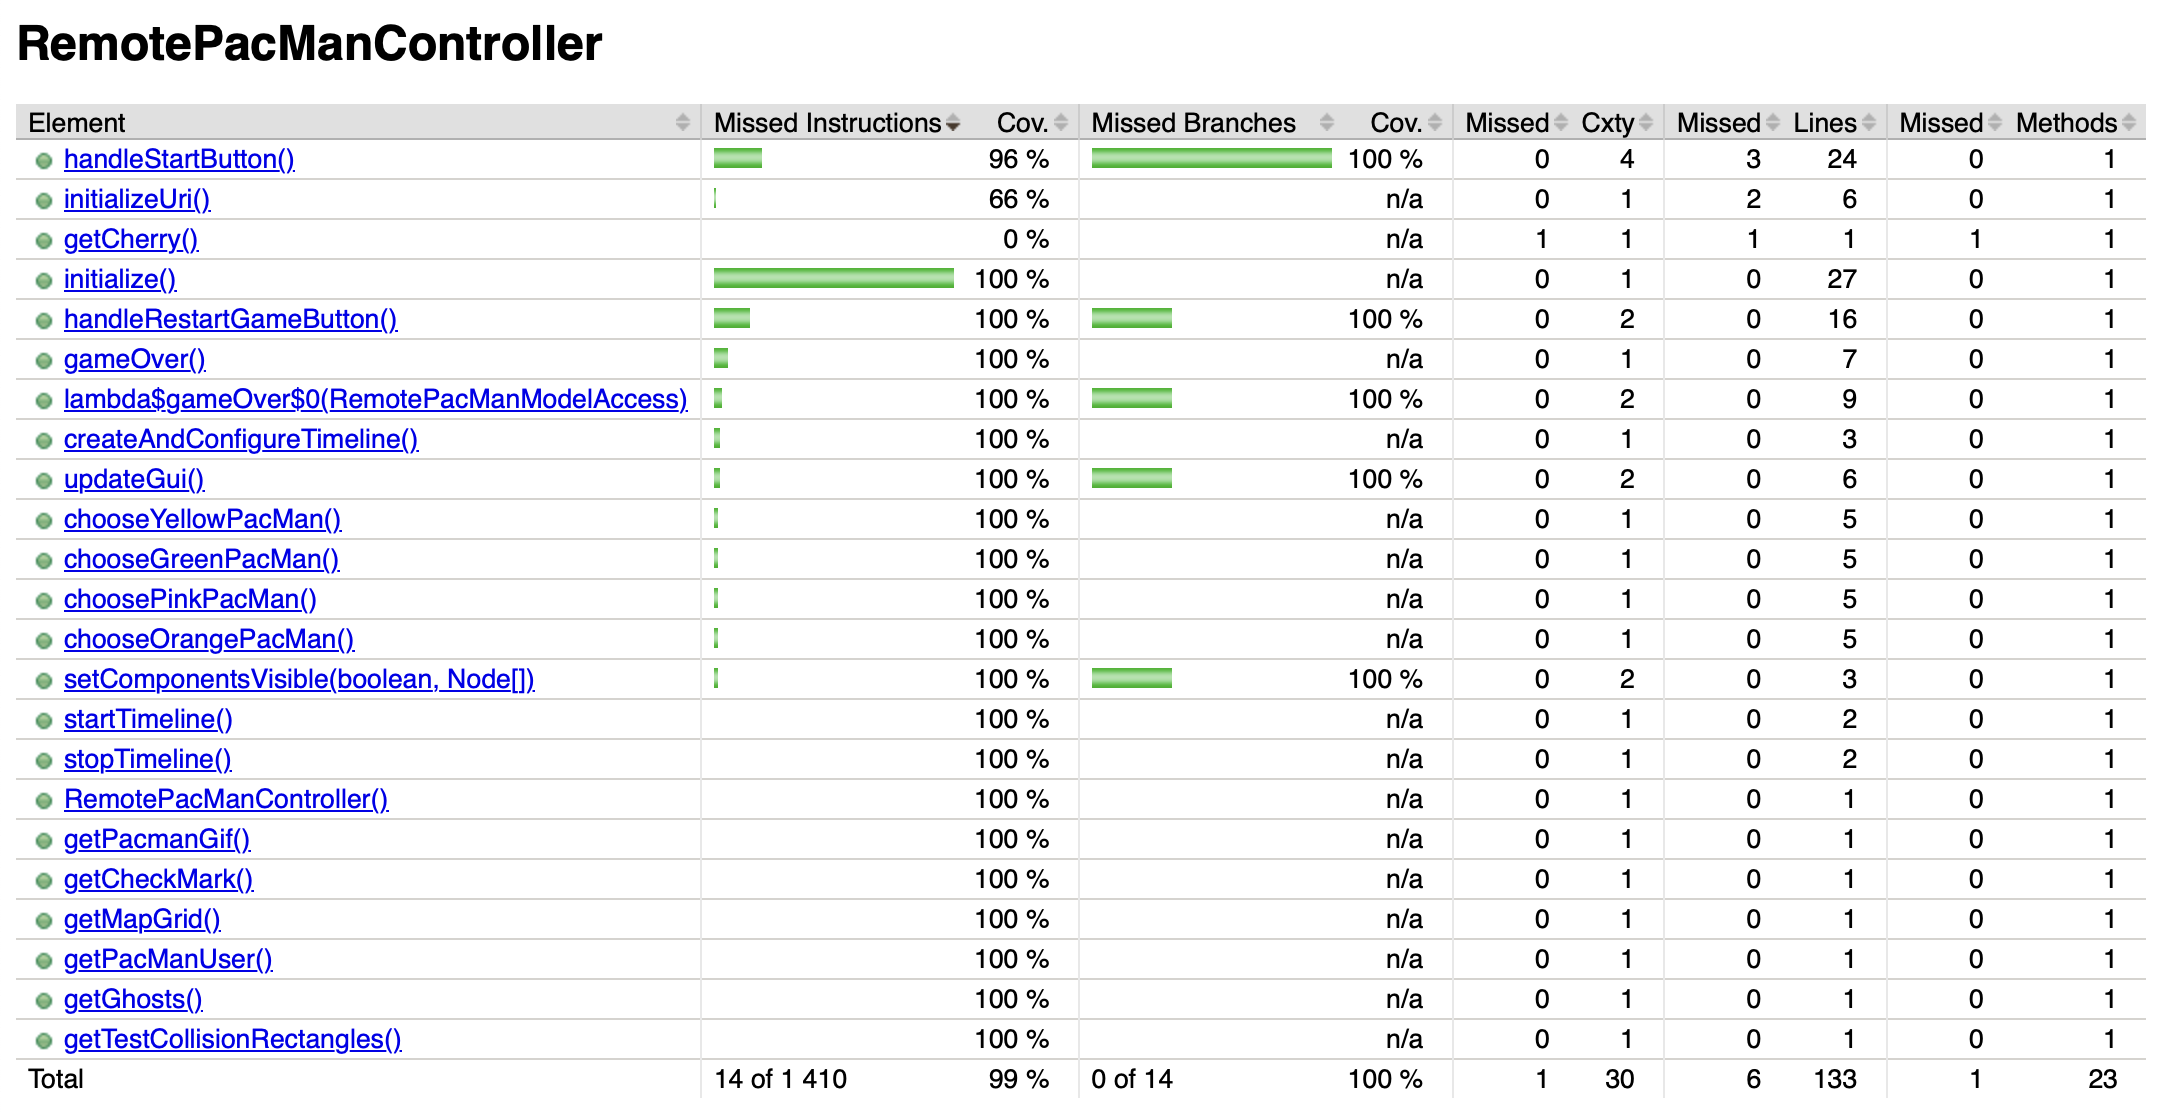 RemotePacManController
Element Missed Instructions Cov. Missed Branches Cov. Missed Cxty Missed Lines Missed Methods
handleStartButton() 96 % 100 % 0 4 3 24 0 1
initializeUri() 66 % n/a 0 1 2 6 0 1
getCherry() 0 % n/a 1 1 1 1 1 1
initialize() 100 % n/a 0 1 0 27 0 1
handleRestartGameButton() 100 % 100 % 0 2 0 16 0 1
gameOver() 100 % n/a 0 1 0 7 0 1
lambda$gameOver$0(RemotePacManModelAccess) 100 % 100 % 0 2 0 9 0 1
createAndConfigureTimeline() 100 % n/a 0 1 0 3 0 1
updateGui() 100 % 100 % 0 2 0 6 0 1
chooseYellowPacMan() 100 % n/a 0 1 0 5 0 1
chooseGreenPacMan() 100 % n/a 0 1 0 5 0 1
choosePinkPacMan() 100 % n/a 0 1 0 5 0 1
chooseOrangePacMan() 100 % n/a 0 1 0 5 0 1
setComponentsVisible(boolean, Node[]) 100 % 100 % 0 2 0 3 0 1
startTimeline() 100 % n/a 0 1 0 2 0 1
stopTimeline() 100 % n/a 0 1 0 2 0 1
RemotePacManController() 100 % n/a 0 1 0 1 0 1
getPacmanGif() 100 % n/a 0 1 0 1 0 1
getCheckMark() 100 % n/a 0 1 0 1 0 1
getMapGrid() 100 % n/a 0 1 0 1 0 1
getPacManUser() 100 % n/a 0 1 0 1 0 1
getGhosts() 100 % n/a 0 1 0 1 0 1
getTestCollisionRectangles() 100 % n/a 0 1 0 1 0 1
Total 14 of 1 410 99 % 0 of 14 100 % 1 30 6 133 1 23